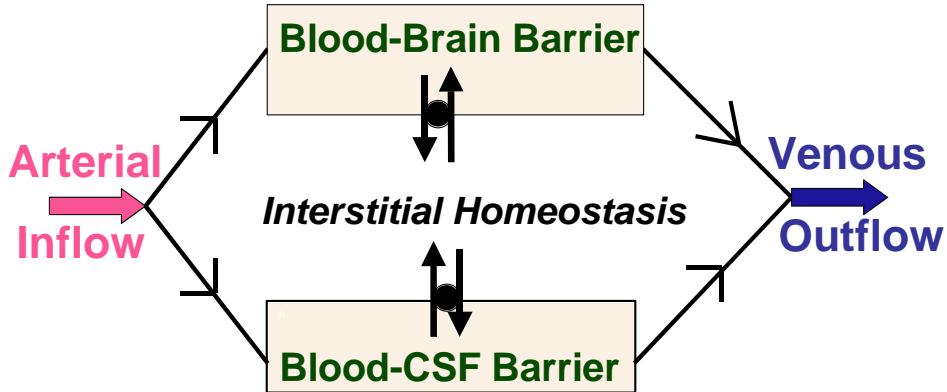 Blood-Brain Barrier
Arterial
Inflow
Interstitial Homeostasis
Venous
Outflow
Blood-CSF Barrier